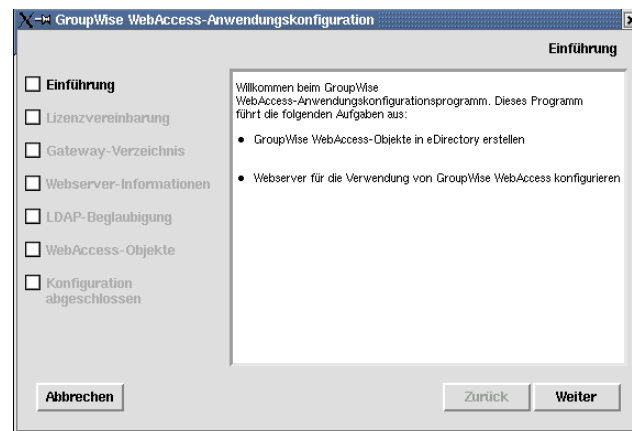 GroupWise WebAccess-Anwendungskonfiguration
Einführung
Einführung
Lizenzvereinbarung
Gateway-Verzeichnis
Webserver-Informationen
LDAP-Beglaubigung
WebAccess-Objekte
Konfiguration
abgeschlossen
Willkommen beim GroupWise
WebAccess-Anwendungskonfigurationsprogramm. Dieses Programm
führt die folgenden Aufgaben aus:
● GroupWise WebAccess-Objekte in eDirectory erstellen
● Webserver für die Verwendung von GroupWise WebAccess konfigurieren
Abbrechen
Zurück
Weiter